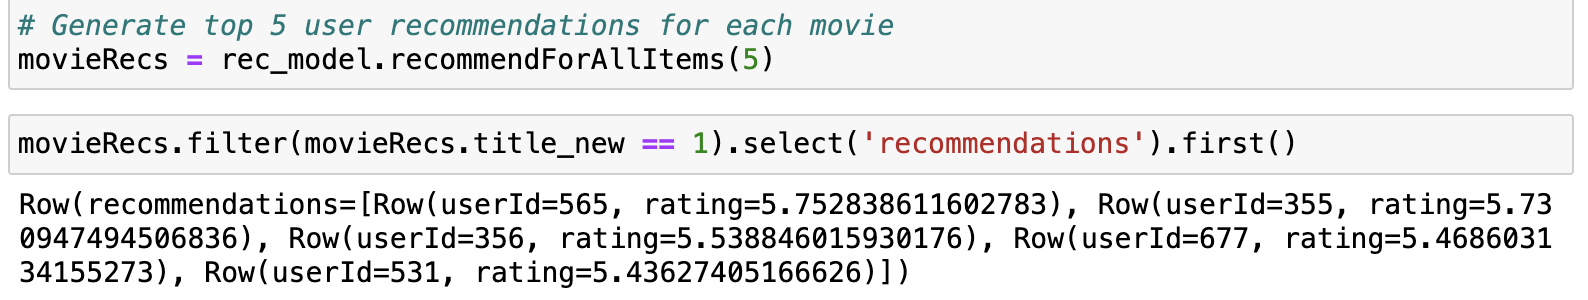 # Generate top 5 user recommendations for each movie
movieRecs = rec_model.recommendForAllItems(5)
movieRecs.filter(movieRecs.title_new == 1).select('recommendations').first()
Row(recommendations=[Row(userId=565, rating=5.752838611602783), Row(userId=355, rating=5.73
0947494506836), Row(userId=356, rating=5.538846015930176), Row(userId=677, rating=5.4686031
34155273), Row(userId=531, rating=5.43627405166626)])